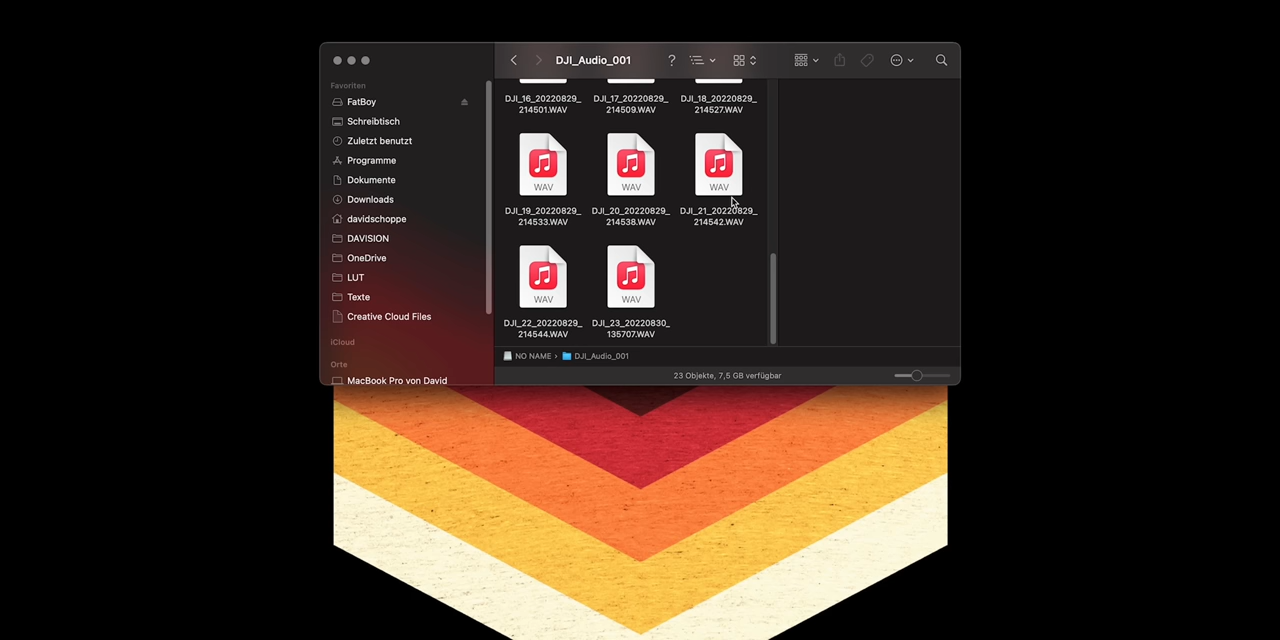 DJI_Audio_001
?
Favoriten
FatBoy
Schreibtisch
Zuletzt benutzt
Programme
Dokumente
Downloads
davidschoppe
DAVISION
OneDrive
LUT
Texte
Creative Cloud Files
iCloud
Orte
MacBook Pro von David
DJI_16_20220829_
214501.WAV
DJI_17_20220829_
214509.WAV
DJI_18_20220829_
214527.WAV
WAV
DJI_19_20220829_
214533.WAV
WAV
DJI_20_20220829_
214538.WAV
WAV
DJI_21_20220829_
214542.WAV
WAV
DJI_22_20220829_
214544.WAV
WAV
DJI_23_20220830_
135707.WAV
NO NAME › DJI_Audio_001
23 Objekte, 7,5 GB verfügbar